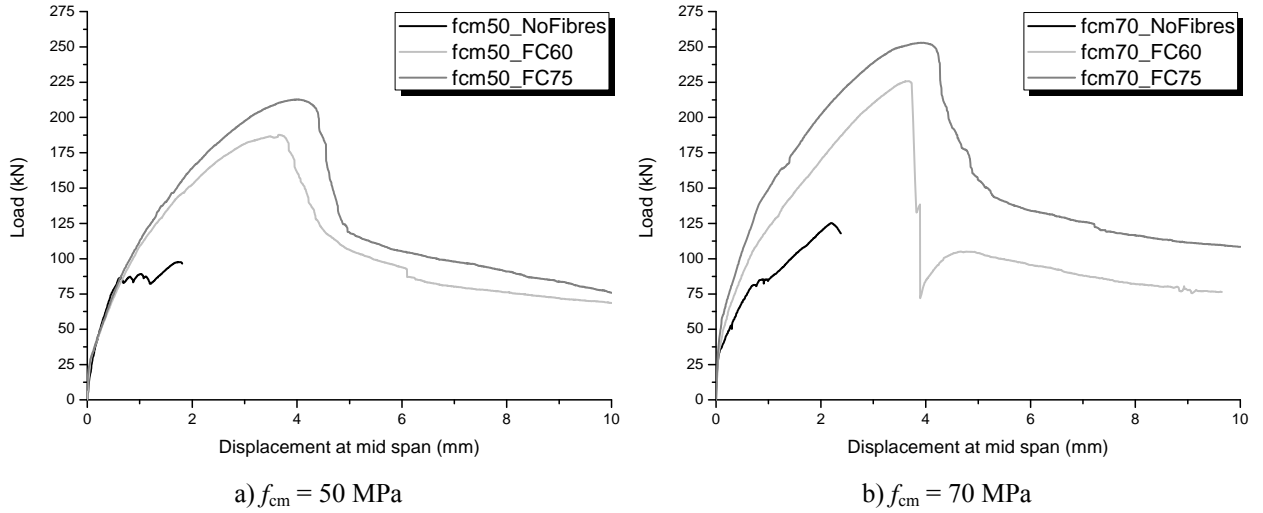 275
250
225
200
175
150
125
100
75
50
25
0
Load (kN)
fcm50_NoFibres
fcm50_FC60
fcm50_FC75
0 2 4 6 8 10
Displacement at mid span (mm)
a) fcm = 50 MPa
275
250
225
200
175
150
125
100
75
50
25
0
Load (kN)
fcm70_NoFibres
fcm70_FC60
fcm70_FC75
0 2 4 6 8 10
Displacement at mid span (mm)
b) fcm = 70 MPa